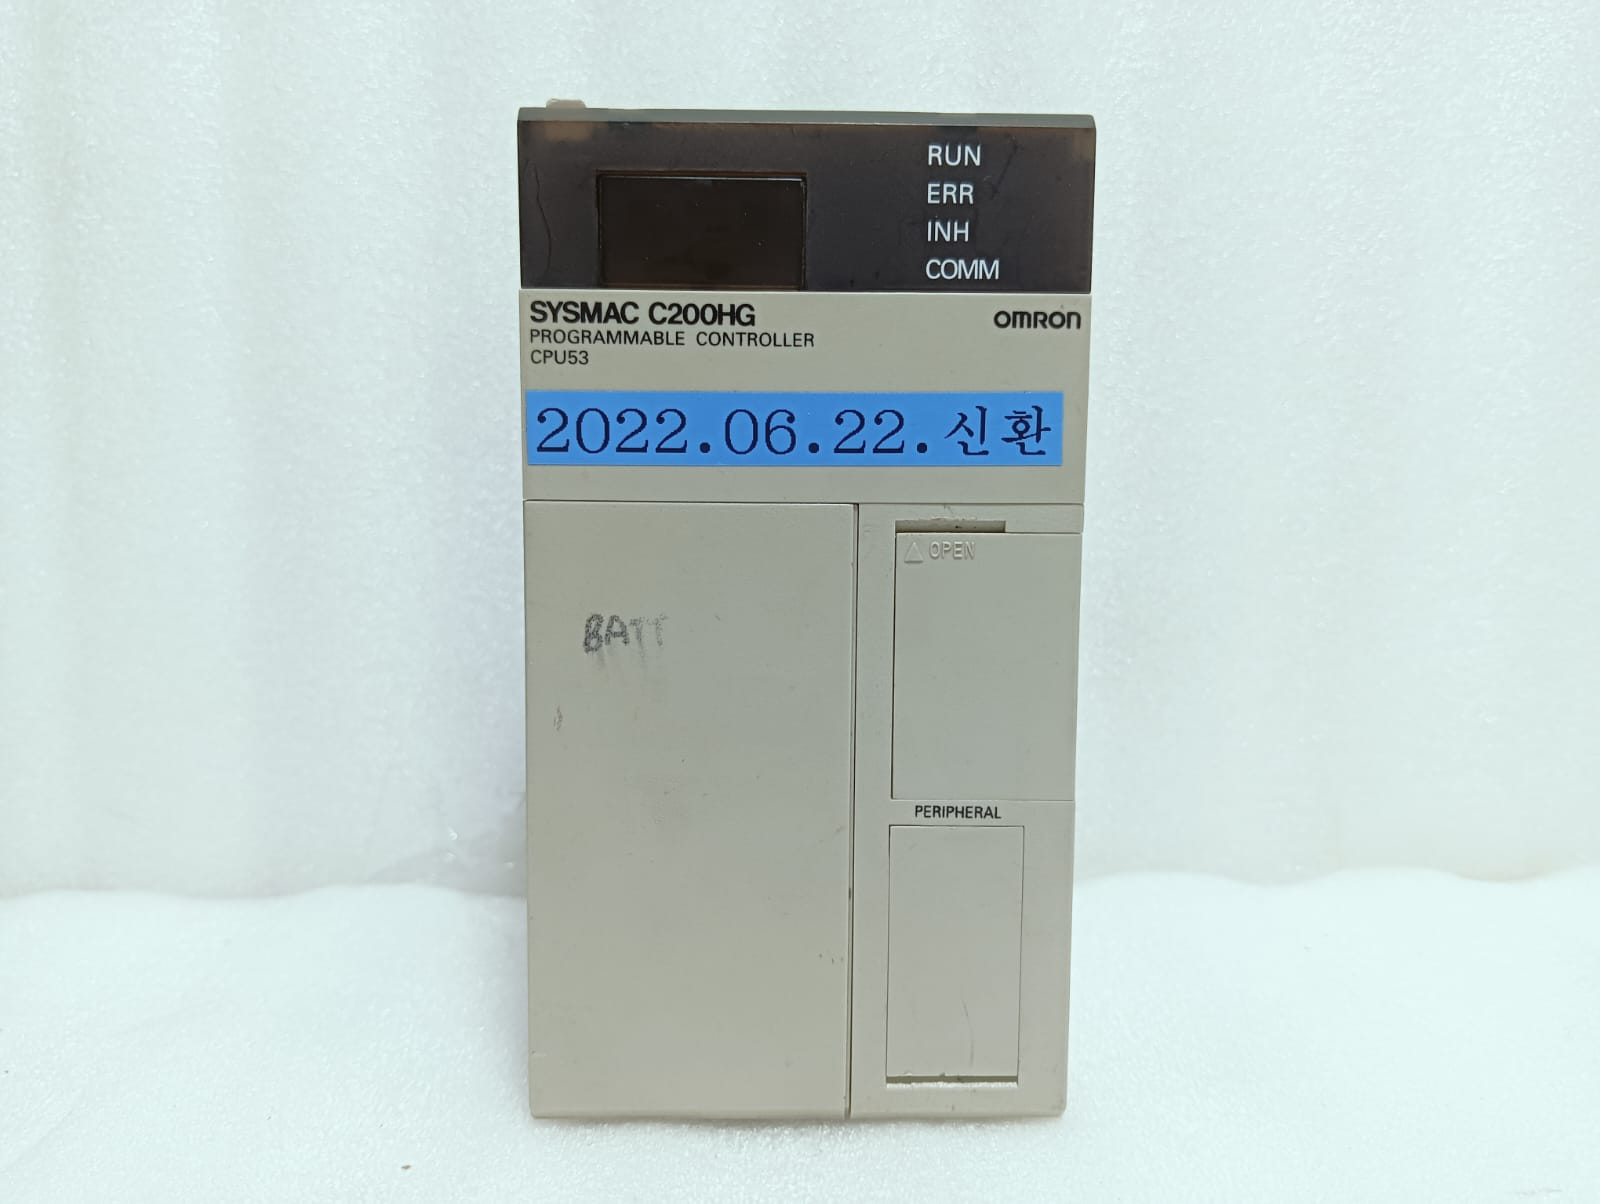 RUN
ERR
INH
COMM
SYSMAC C200HG
OMRON
PROGRAMMABLE CONTROLLER
CPU53
2022.06.22.신환
△ OPEN
BATT
PERIPHERAL